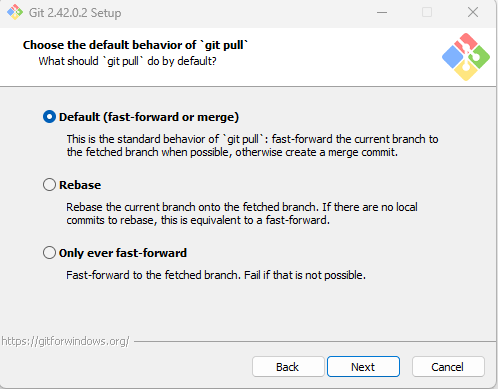 Git 2.42.0.2 Setup
Choose the default behavior of `git pull`
What should `git pull` do by default?
Default (fast-forward or merge)
This is the standard behavior of `git pull`: fast-forward the current branch to
the fetched branch when possible, otherwise create a merge commit.
Rebase
Rebase the current branch onto the fetched branch. If there are no local
commits to rebase, this is equivalent to a fast-forward.
Only ever fast-forward
Fast-forward to the fetched branch. Fail if that is not possible.
https://gitforwindows.org/
Back
Next
Cancel